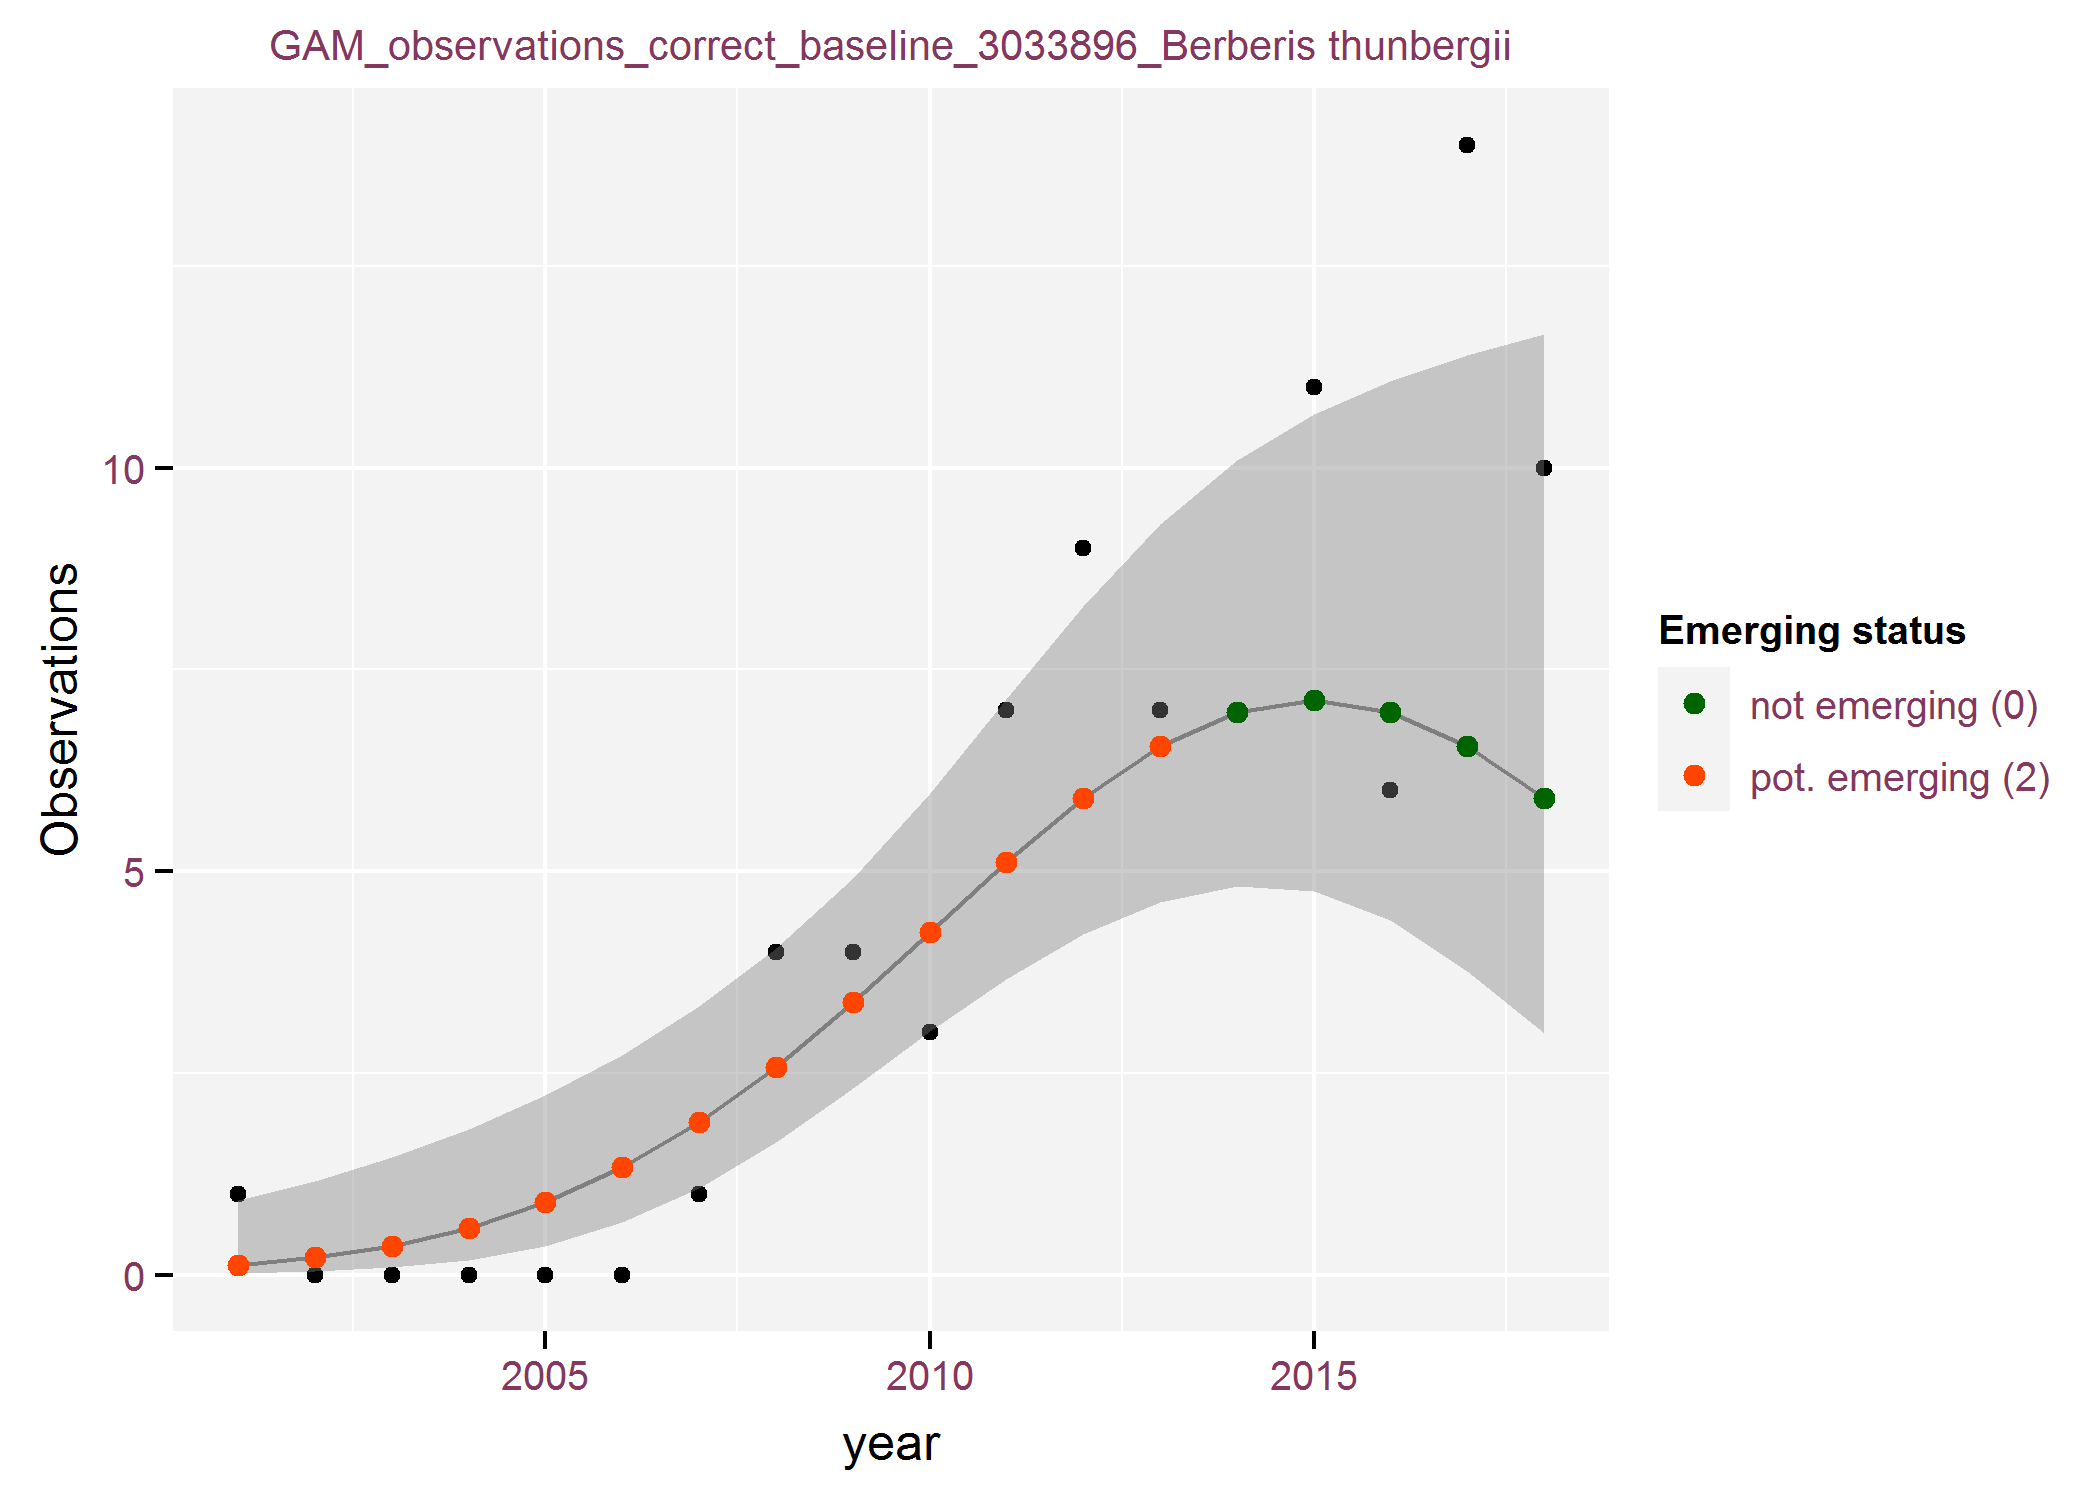 GAM_observations_correct_baseline_3033896_Berberis thunbergii
Observations
10
5
0
2005
2010
2015
year
Emerging status
not emerging (0)
pot. emerging (2)